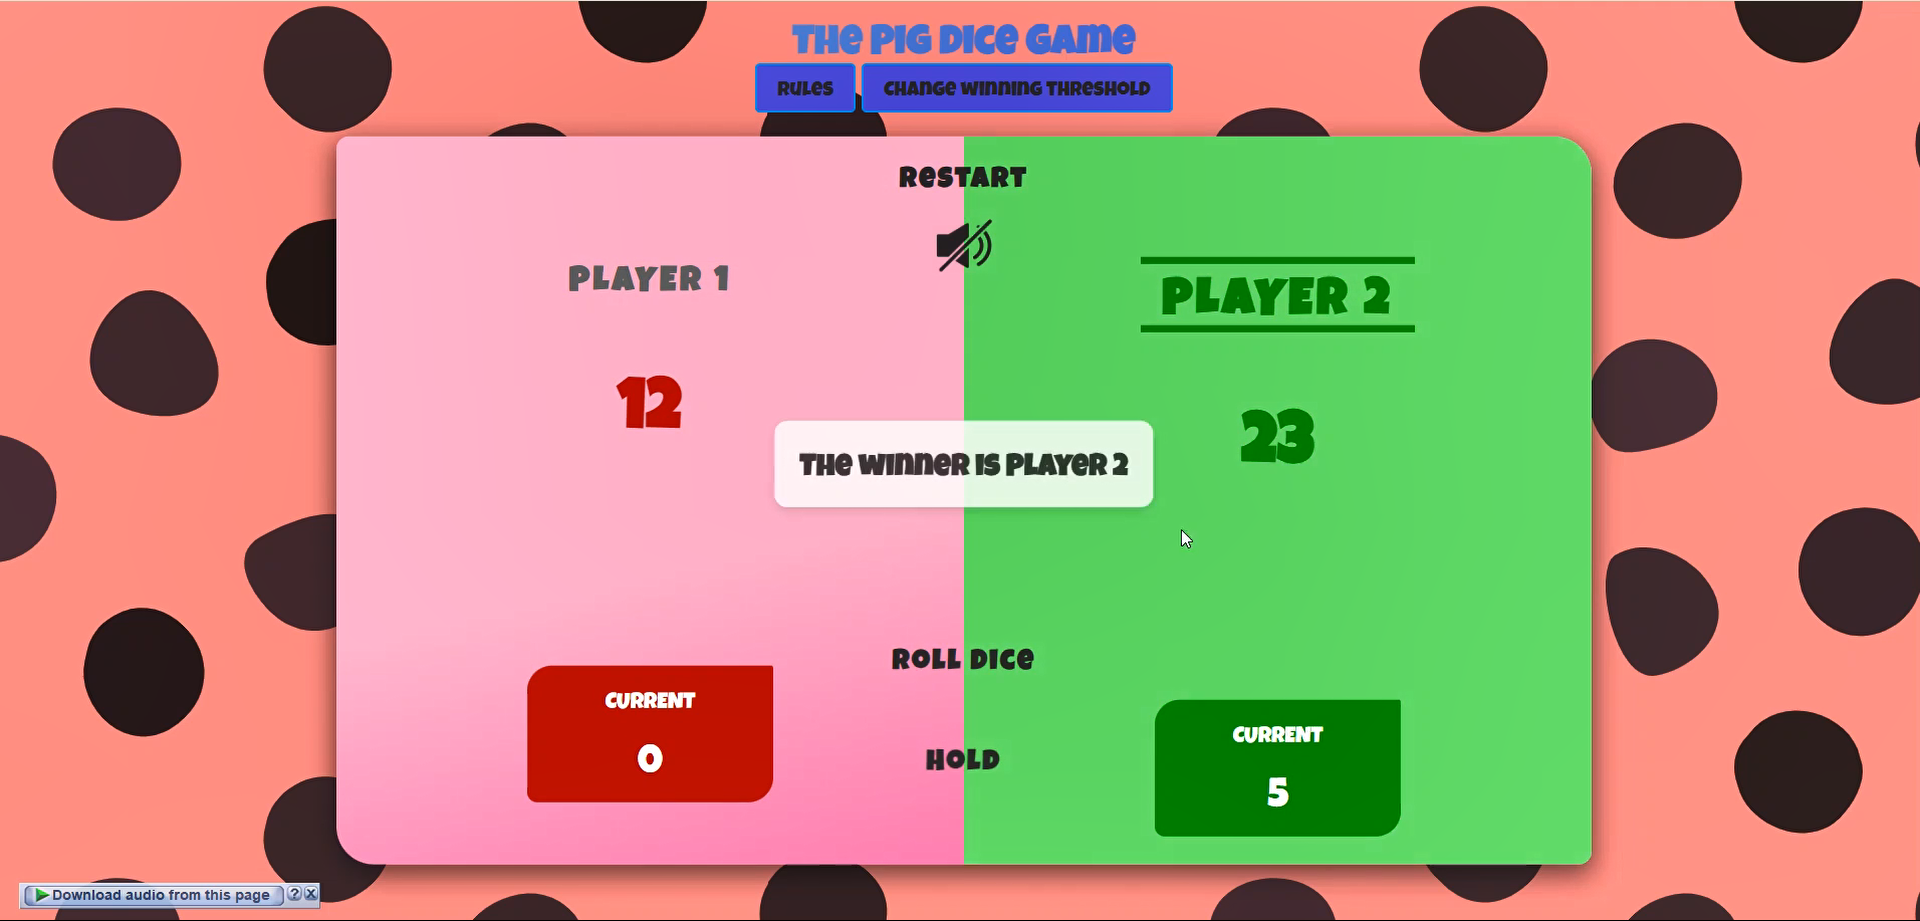 THE PIG DICE GAME
RULES
CHANGE WINNING THRESHOLD
RESTART
PLAYER 1
PLAYER 2
12
23
THE WINNER IS PLAYER 2
ROLL DICE
CURRENT
0
HOLD
CURRENT
5
Download audio from this page
?
X